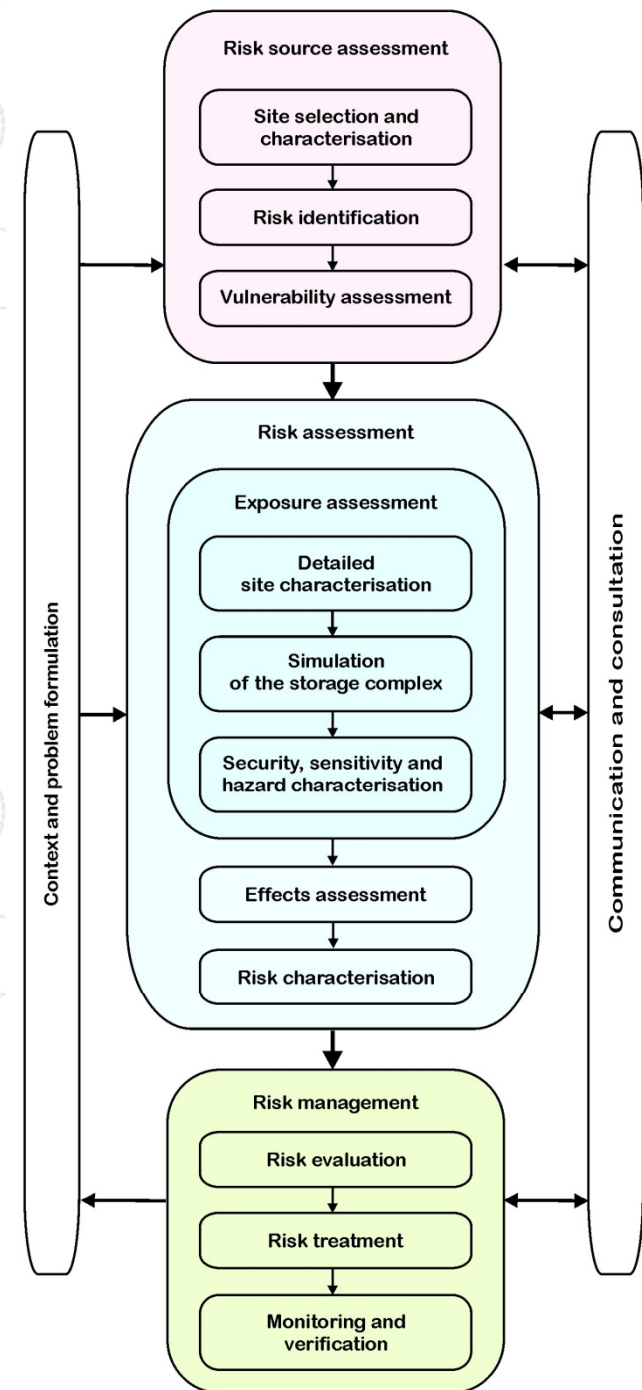 Risk source assessment
Site selection and
characterisation
Risk identification
Vulnerability assessment
Risk assessment
Exposure assessment
Detailed
site characterisation
Simulation
of the storage complex
Security, sensitivity and
hazard characterisation
Effects assessment
Risk characterisation
Risk management
Risk evaluation
Risk treatment
Monitoring and
verification
Context and problem formulation
Communication and consultation